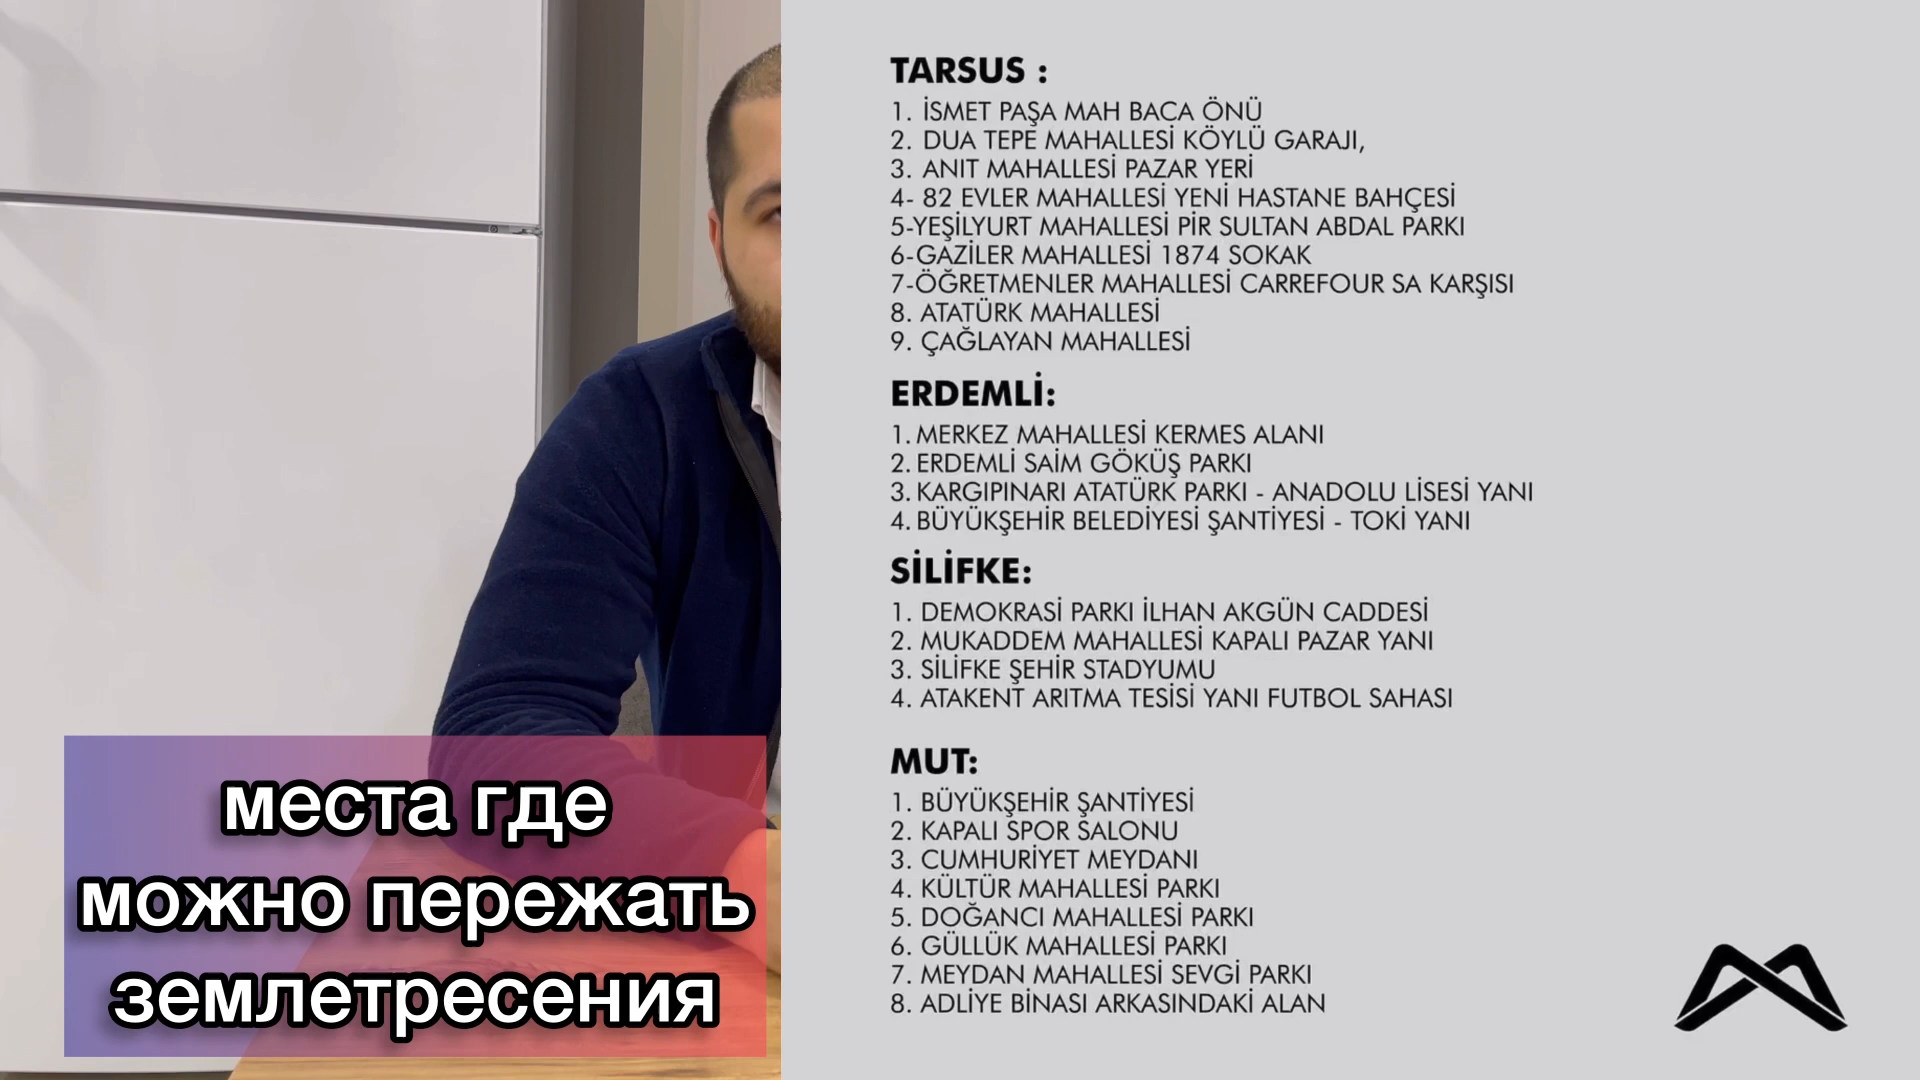 TARSUS :
1. İSMET PAŞA MAH BACA ÖNÜ
2. DUA TEPE MAHALLESİ KÖYLÜ GARAJI,
3. ANIT MAHALLESİ PAZAR YERİ
4- 82 EVLER MAHALLESİ YENİ HASTANE BAHÇESİ
5-YEŞİLYURT MAHALLESİ PİR SULTAN ABDAL PARKI
6-GAZİLER MAHALLESİ 1874 SOKAK
7-ÖĞRETMENLER MAHALLESİ CARREFOUR SA KARŞISI
8. ATATÜRK MAHALLESİ
9. ÇAĞLAYAN MAHALLESİ
ERDEMLİ:
1. MERKEZ MAHALLESİ KERMES ALANI
2. ERDEMLİ SAİM GÖKÜŞ PARKI
3. KARGIPINARI ATATÜRK PARKI - ANADOLU LİSESİ YANI
4. BÜYÜKŞEHİR BELEDİYESİ ŞANTİYESİ - TOKİ YANI
SİLİFKE:
1. DEMOKRASİ PARKI İLHAN AKGÜN CADDESİ
2. MUKADDEM MAHALLESİ KAPALI PAZAR YANI
3. SİLİFKE ŞEHİR STADYUMU
4. ATAKENT ARITMA TESİSİ YANI FUTBOL SAHASI
MUT:
1. BÜYÜKŞEHİR ŞANTİYESİ
2. KAPALI SPOR SALONU
3. CUMHURİYET MEYDANI
4. KÜLTÜR MAHALLESİ PARKI
5. DOĞANCI MAHALLESİ PARKI
6. GÜLLÜK MAHALLESİ PARKI
7. MEYDAN MAHALLESİ SEVGİ PARKI
8. ADLİYE BİNASI ARKASINDAKİ ALAN
места где
можно пережать
землетресения